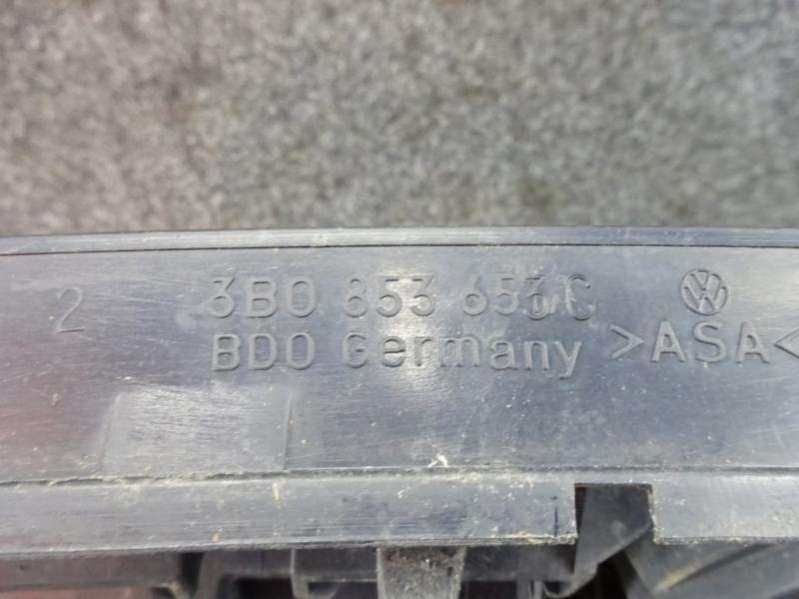 2
3B0 853 653 C
BDO Germany
>ASA<